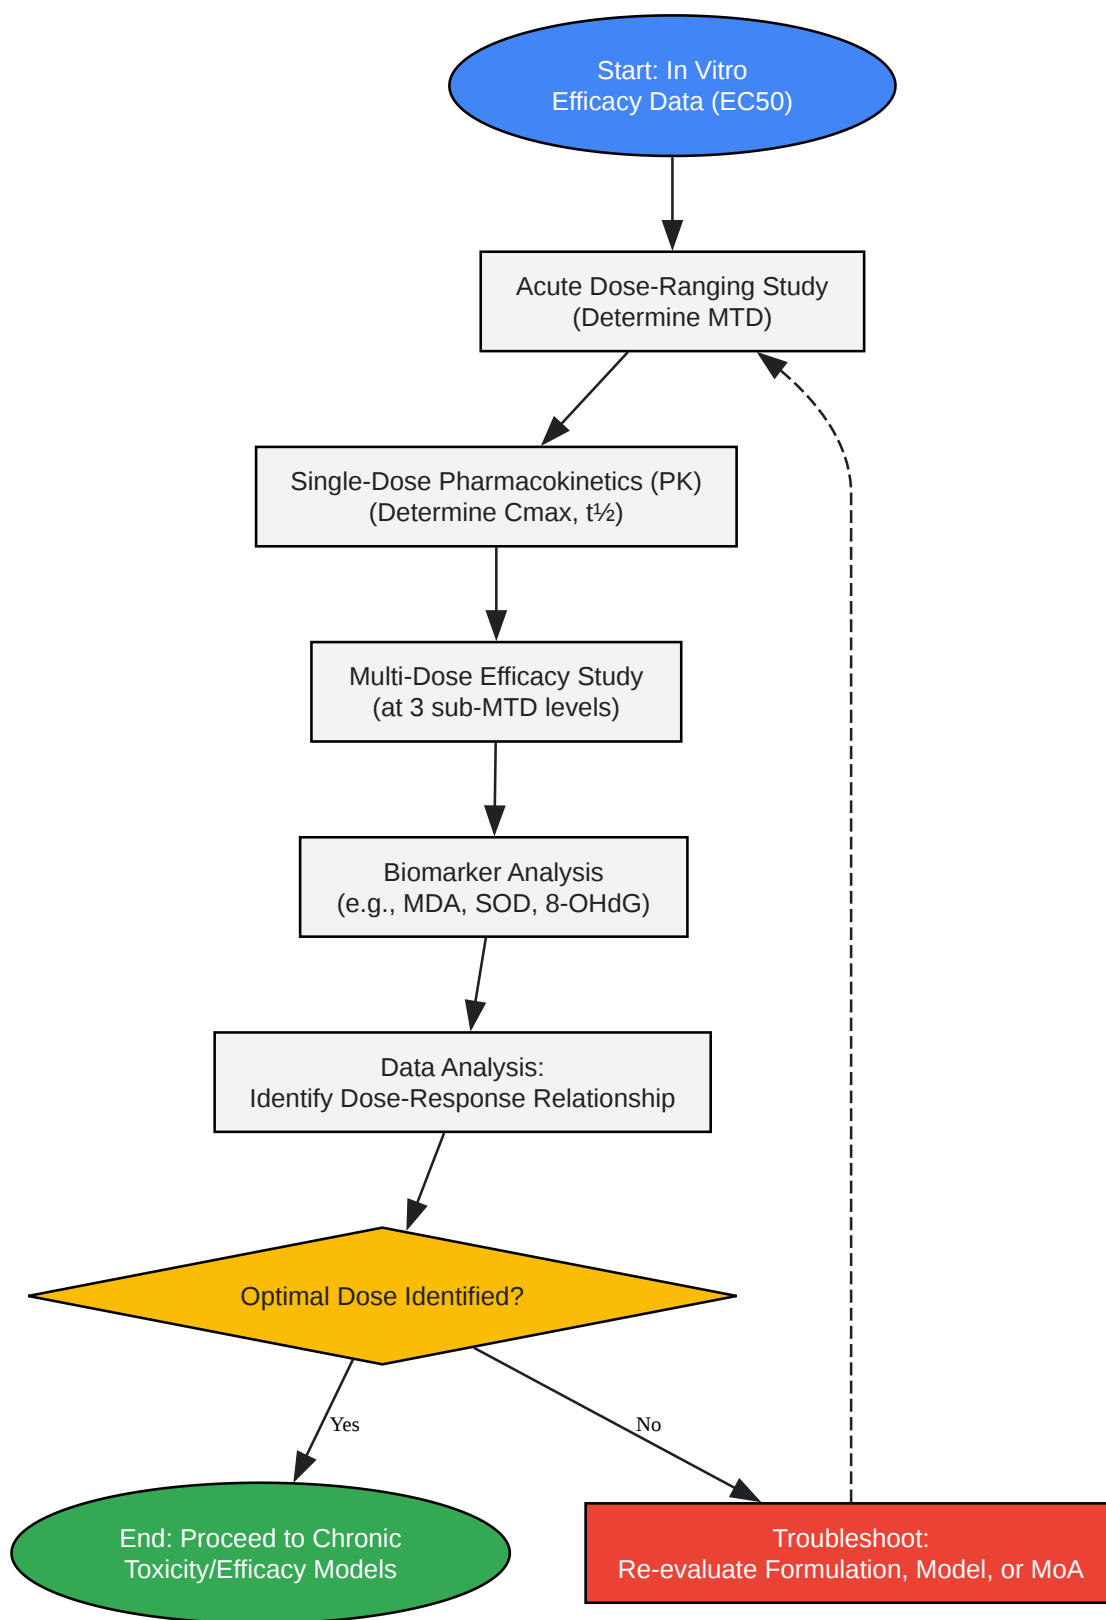 Start: In Vitro
Efficacy Data (EC50)
Acute Dose-Ranging Study
(Determine MTD)
Single-Dose Pharmacokinetics (PK)
(Determine Cmax, t½)
Multi-Dose Efficacy Study
(at 3 sub-MTD levels)
Biomarker Analysis
(e.g., MDA, SOD, 8-OHdG)
Data Analysis:
Identify Dose-Response Relationship
Optimal Dose Identified?
Yes
No
End: Proceed to Chronic
Toxicity/Efficacy Models
Troubleshoot:
Re-evaluate Formulation, Model, or MoA